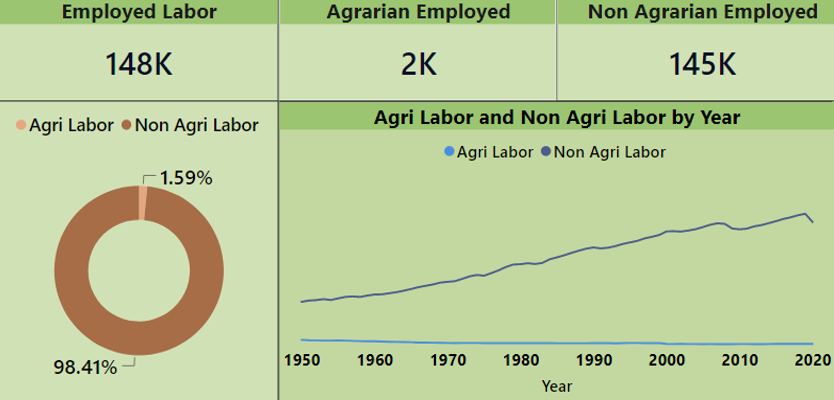 Employed Labor
Agrarian Employed
Non Agrarian Employed
148K
2K
145K
Agri Labor Non Agri Labor
1.59%
98.41%
Agri Labor and Non Agri Labor by Year
Agri Labor Non Agri Labor
1950 1960 1970 1980 1990 2000 2010 2020
Year